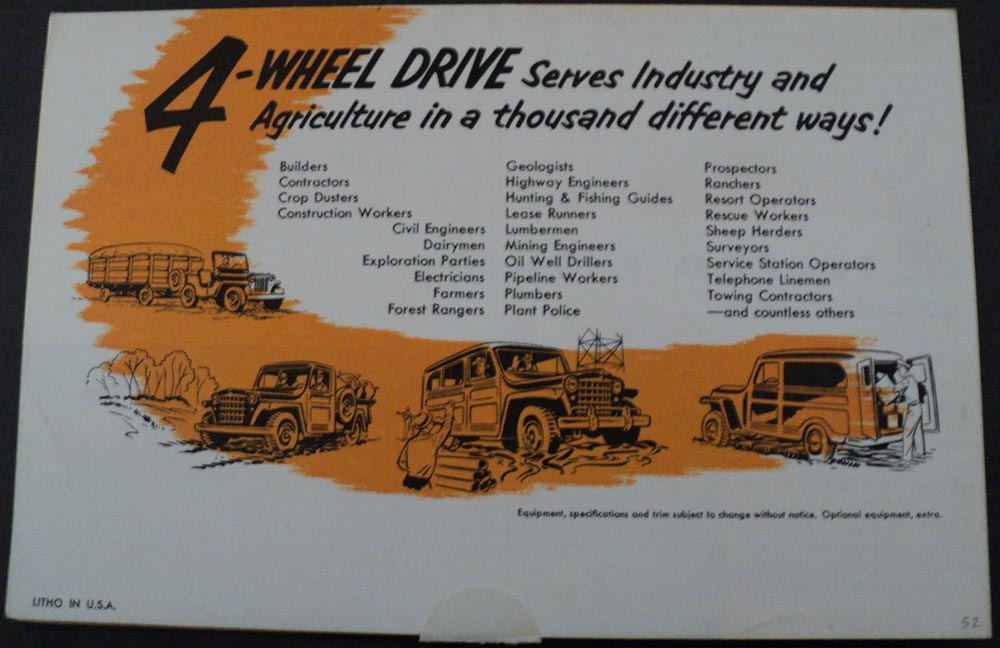 4-WHEEL DRIVE Serves Industry and
Agriculture in a thousand different ways!
Builders
Contractors
Crop Dusters
Construction Workers
Civil Engineers
Dairymen
Exploration Parties
Electricians
Farmers
Forest Rangers
Geologists
Highway Engineers
Hunting & Fishing Guides
Lease Runners
Lumbermen
Mining Engineers
Oil Well Drillers
Pipeline Workers
Plumbers
Plant Police
Prospectors
Ranchers
Resort Operators
Rescue Workers
Sheep Herders
Surveyors
Service Station Operators
Telephone Linemen
Towing Contractors
—and countless others
Equipment, specifications and trim subject to change without notice. Optional equipment, extra.
LITHO IN U.S.A.
52